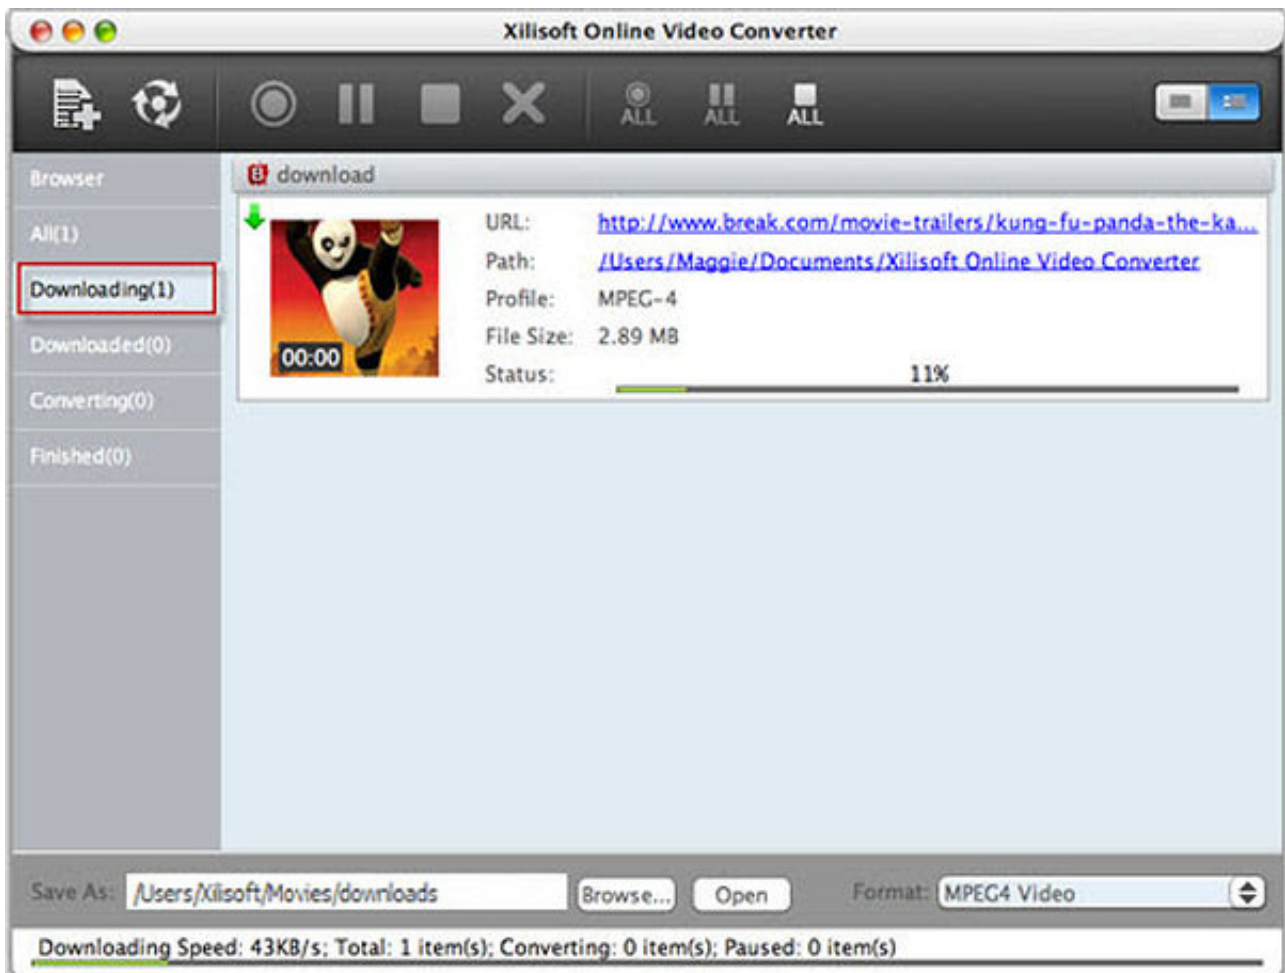 Xilisoft Online Video Converter
ALL ALL ALL
Browser
All(1)
Downloading(1)
Downloaded(0)
Converting(0)
Finished(0)
download
00:00
URL: http://www.break.com/movie-trailers/kung-fu-panda-the-ka...
Path: /Users/Maggie/Documents/Xilisoft Online Video Converter
Profile: MPEG-4
File Size: 2.89 MB
Status: 11%
Save As: /Users/Xilisoft/Movies/downloads Browse... Open Format: MPEG4 Video
Downloading Speed: 43KB/s; Total: 1 item(s); Converting: 0 item(s); Paused: 0 item(s)